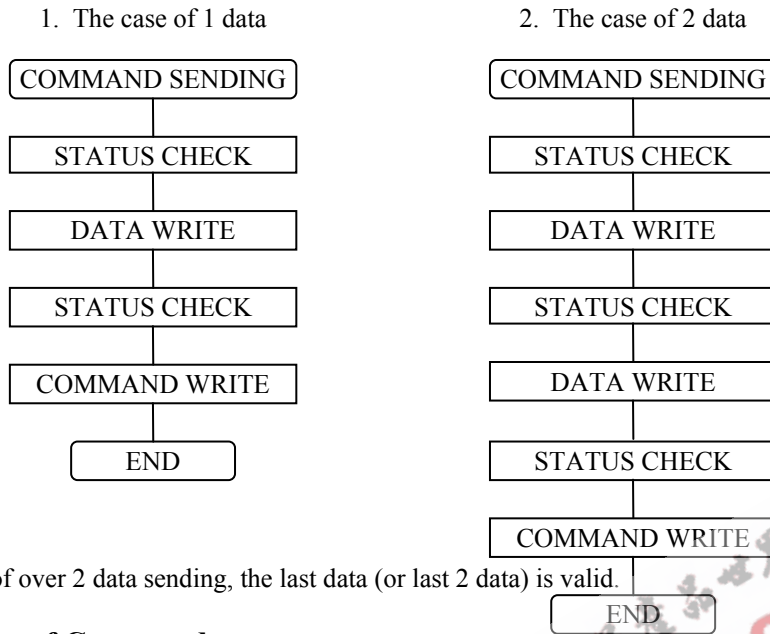 1. The case of 1 data
COMMAND SENDING
STATUS CHECK
DATA WRITE
STATUS CHECK
COMMAND WRITE
END
2. The case of 2 data
COMMAND SENDING
STATUS CHECK
DATA WRITE
STATUS CHECK
DATA WRITE
STATUS CHECK
COMMAND WRITE
END
of over 2 data sending, the last data (or last 2 data) is valid.